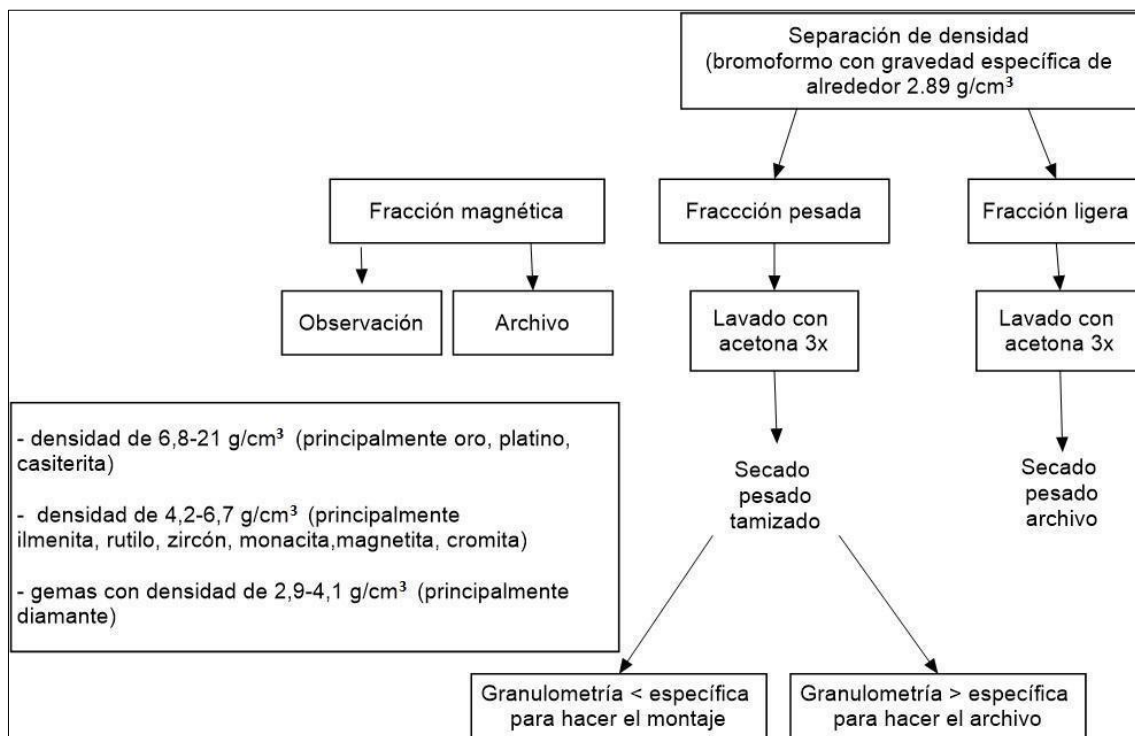 Separación de densidad
(bromoformo con gravedad específica de
alrededor 2.89 g/cm³
Fracción magnética
Fraccción pesada
Fracción ligera
Observación
Archivo
Lavado con
acetona 3x
Lavado con
acetona 3x
- densidad de 6,8-21 g/cm³ (principalmente oro, platino,
casiterita)
- densidad de 4,2-6,7 g/cm³ (principalmente
ilmenita, rutilo, zircón, monacita,magnetita, cromita)
- gemas con densidad de 2,9-4,1 g/cm³ (principalmente
diamante)
Secado
pesado
tamizado
Secado
pesado
archivo
Granulometría < específica
para hacer el montaje
Granulometría > específica
para hacer el archivo